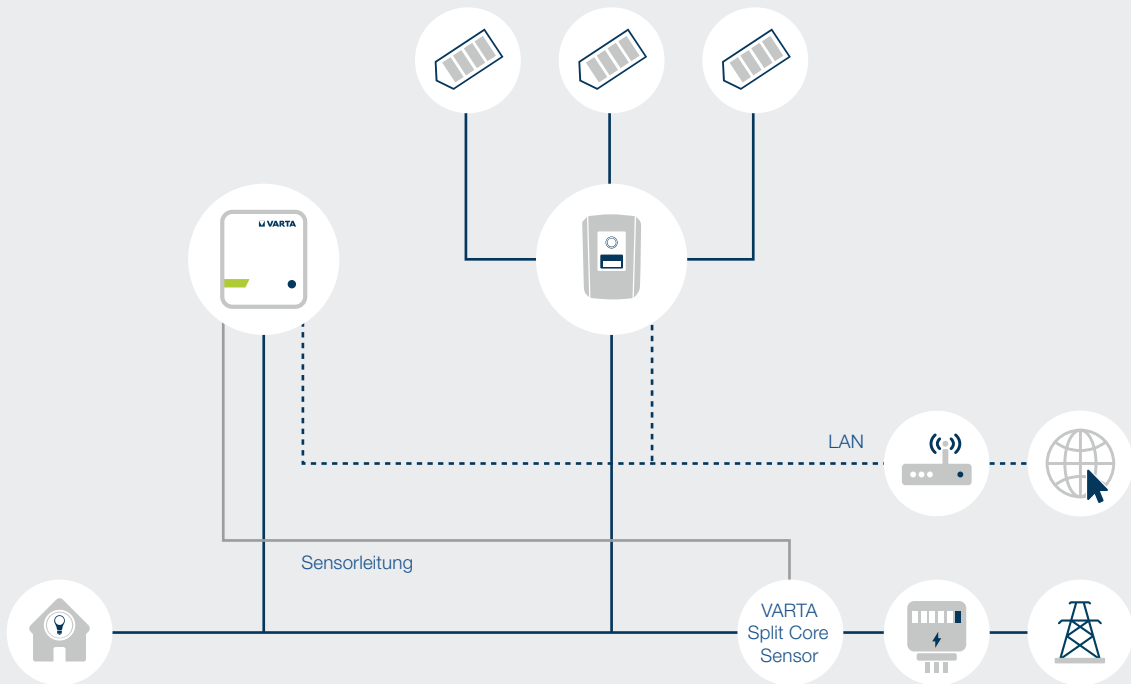 VARTA
LAN
Sensorleitung
VARTA
Split Core
Sensor